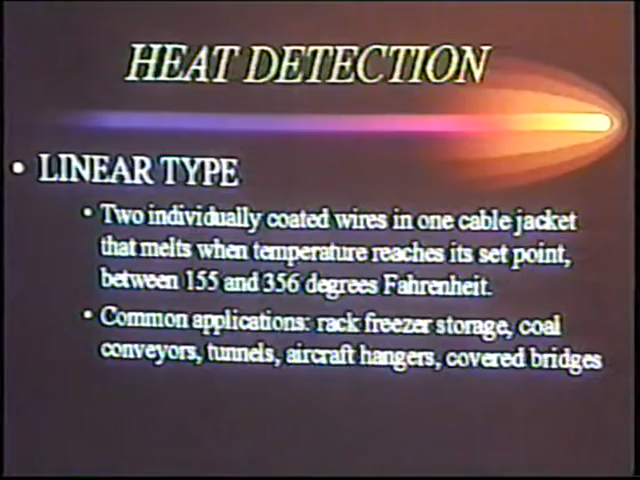 HEAT DETECTION
• LINEAR TYPE
• Two individually coated wires in one cable jacket
that melts when temperature reaches its set point,
between 155 and 356 degrees Fahrenheit.
• Common applications: rack freezer storage, coal
conveyors, tunnels, aircraft hangers, covered bridges